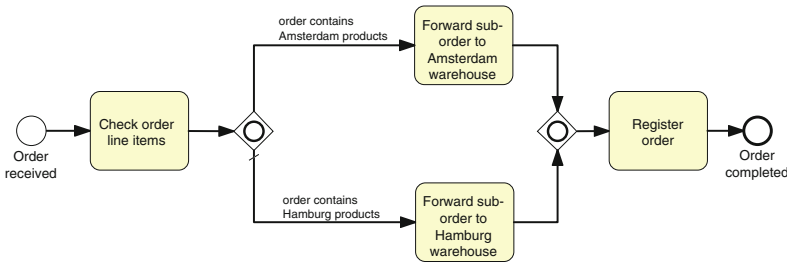 Order
received
Check order
line items
order contains
Amsterdam products
Forward sub-
order to
Amsterdam
warehouse
order contains
Hamburg products
Forward sub-
order to
Hamburg
warehouse
Register
order
Order
completed